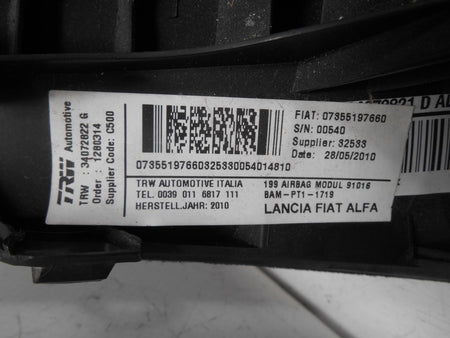 TRW Automotive
TRW : 34072822 G
Order : 1280314
Supplier Code: C500
FIAT: 07355197660
S/N: 00540
Supplier: 32533
Date: 28/05/2010
07355197660325330054014810
TRW AUTOMOTIVE ITALIA
TEL. 0039 011 6817 111
HERSTELL.JAHR: 2010
199 AIRBAG MODUL 91016
BAM-PT1-1719
LANCIA FIAT ALFA